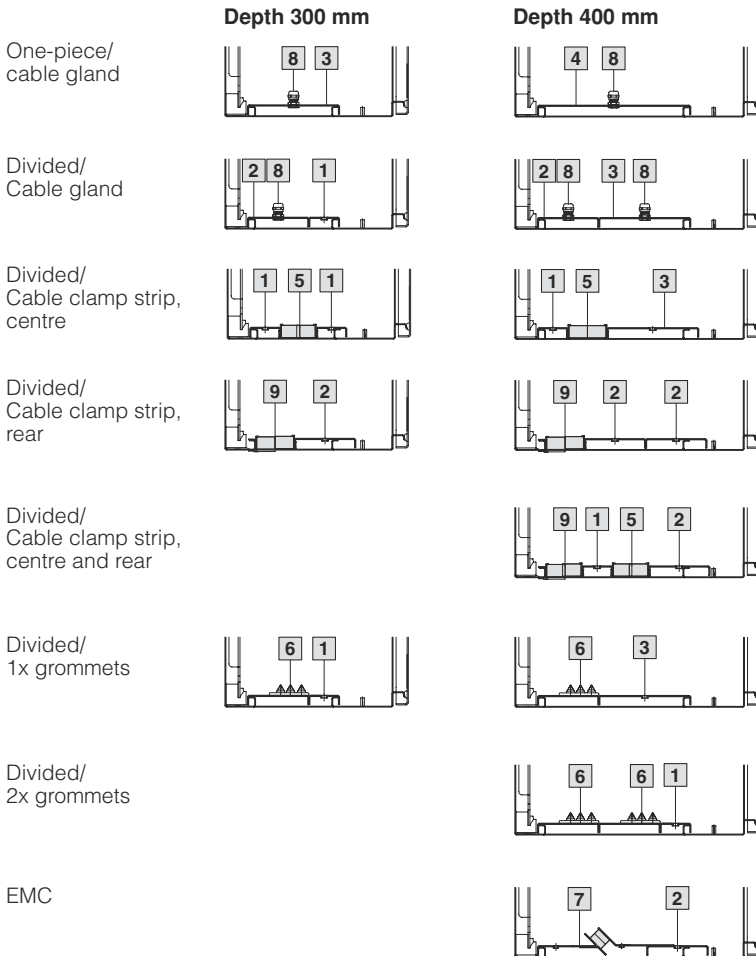 Depth 300 mm Depth 400 mm
One-piece/
cable gland
8 3 4 8
Divided/
Cable gland
2 8 1 2 8 3 8
Divided/
Cable clamp strip,
centre
1 5 1 1 5 3
Divided/
Cable clamp strip,
rear
9 2 9 2 2
Divided/
Cable clamp strip,
centre and rear
9 1 5 2
Divided/
1x grommets
6 1 6 3
Divided/
2x grommets
6 6 1
EMC
7 2